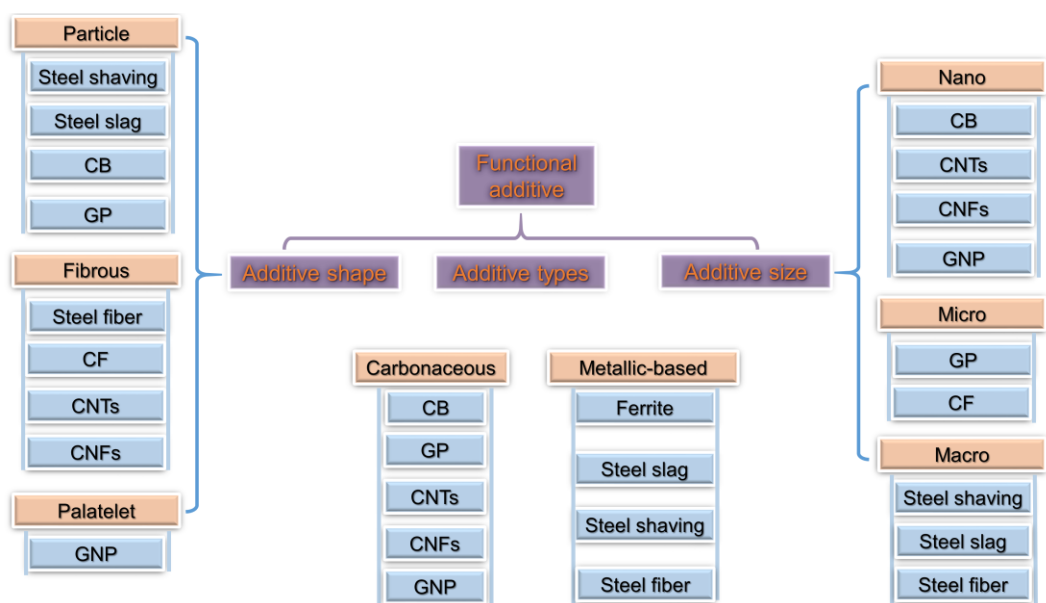 Functional
additive
Additive shape
Additive types
Additive size
Particle
Steel shaving
Steel slag
CB
GP
Fibrous
Steel fiber
CF
CNTs
CNFs
Palatelet
GNP
Carbonaceous
CB
GP
CNTs
CNFs
GNP
Metallic-based
Ferrite
Steel slag
Steel shaving
Steel fiber
Nano
CB
CNTs
CNFs
GNP
Micro
GP
CF
Macro
Steel shaving
Steel slag
Steel fiber